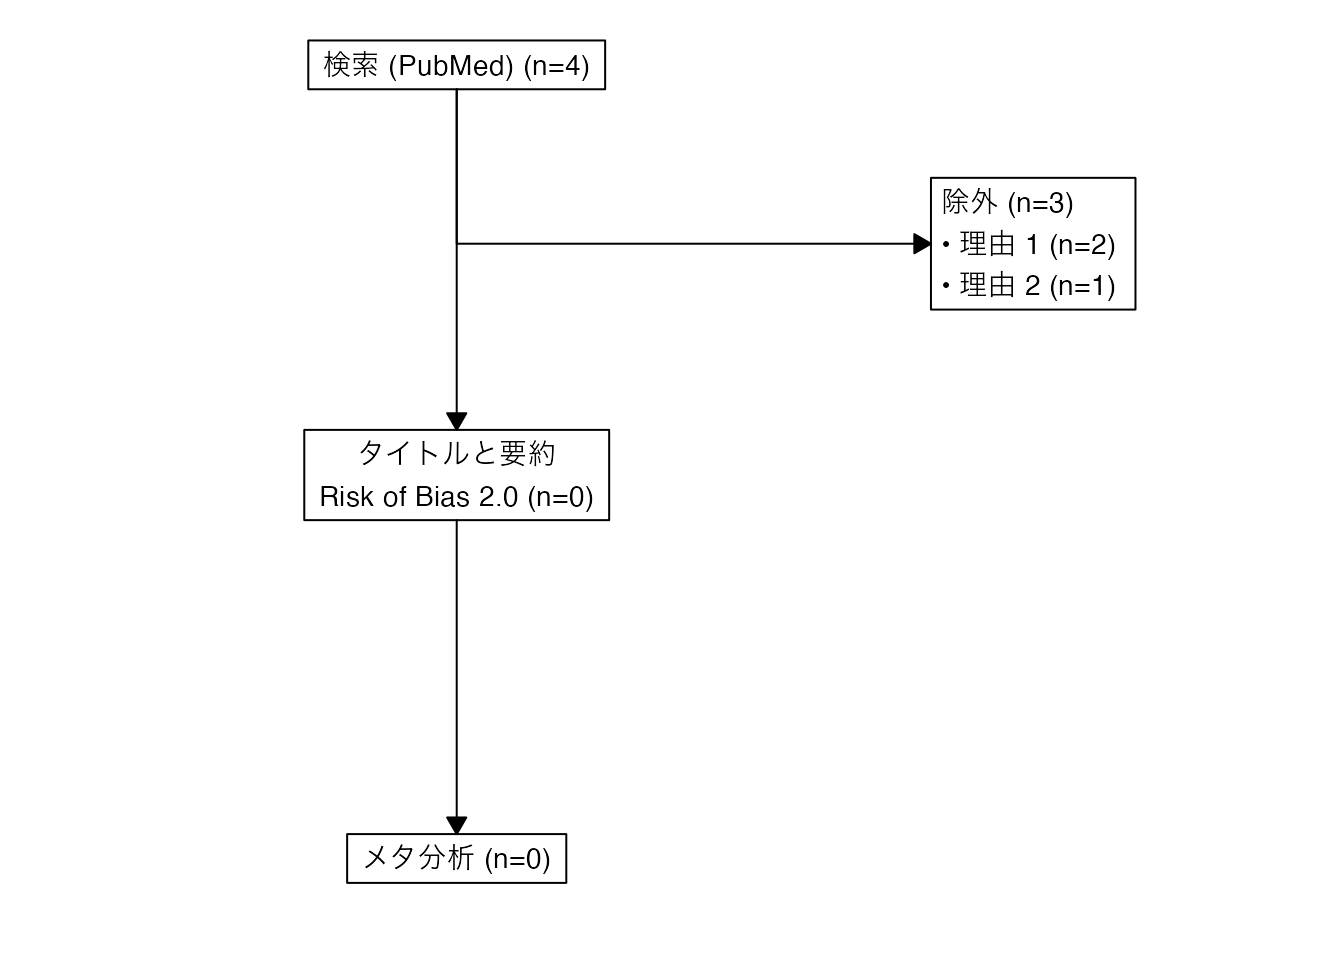 検索 (PubMed) (n=4)
除外 (n=3)
• 理由 1 (n=2)
• 理由 2 (n=1)
タイトルと要約
Risk of Bias 2.0 (n=0)
メタ分析 (n=0)